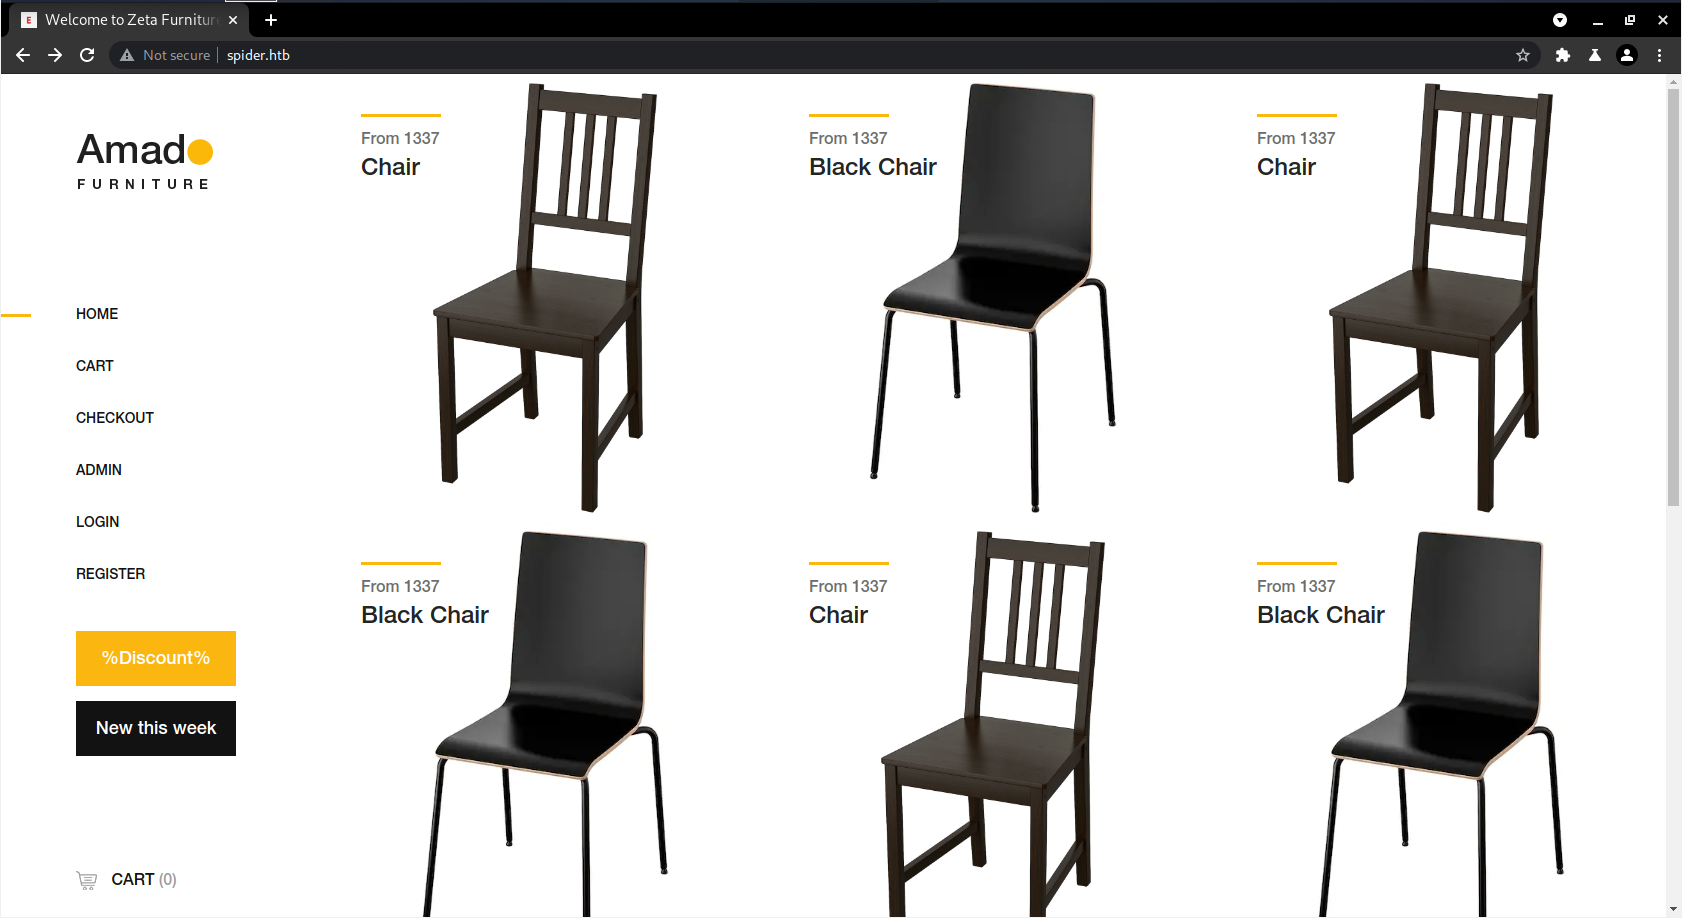 E Welcome to Zeta Furnitur
Not secure spider.htb
Amado
FURNITURE
HOME
CART
CHECKOUT
ADMIN
LOGIN
REGISTER
%Discount%
New this week
CART (0)
From 1337
Chair
From 1337
Black Chair
From 1337
Chair
From 1337
Black Chair
From 1337
Chair
From 1337
Black Chair